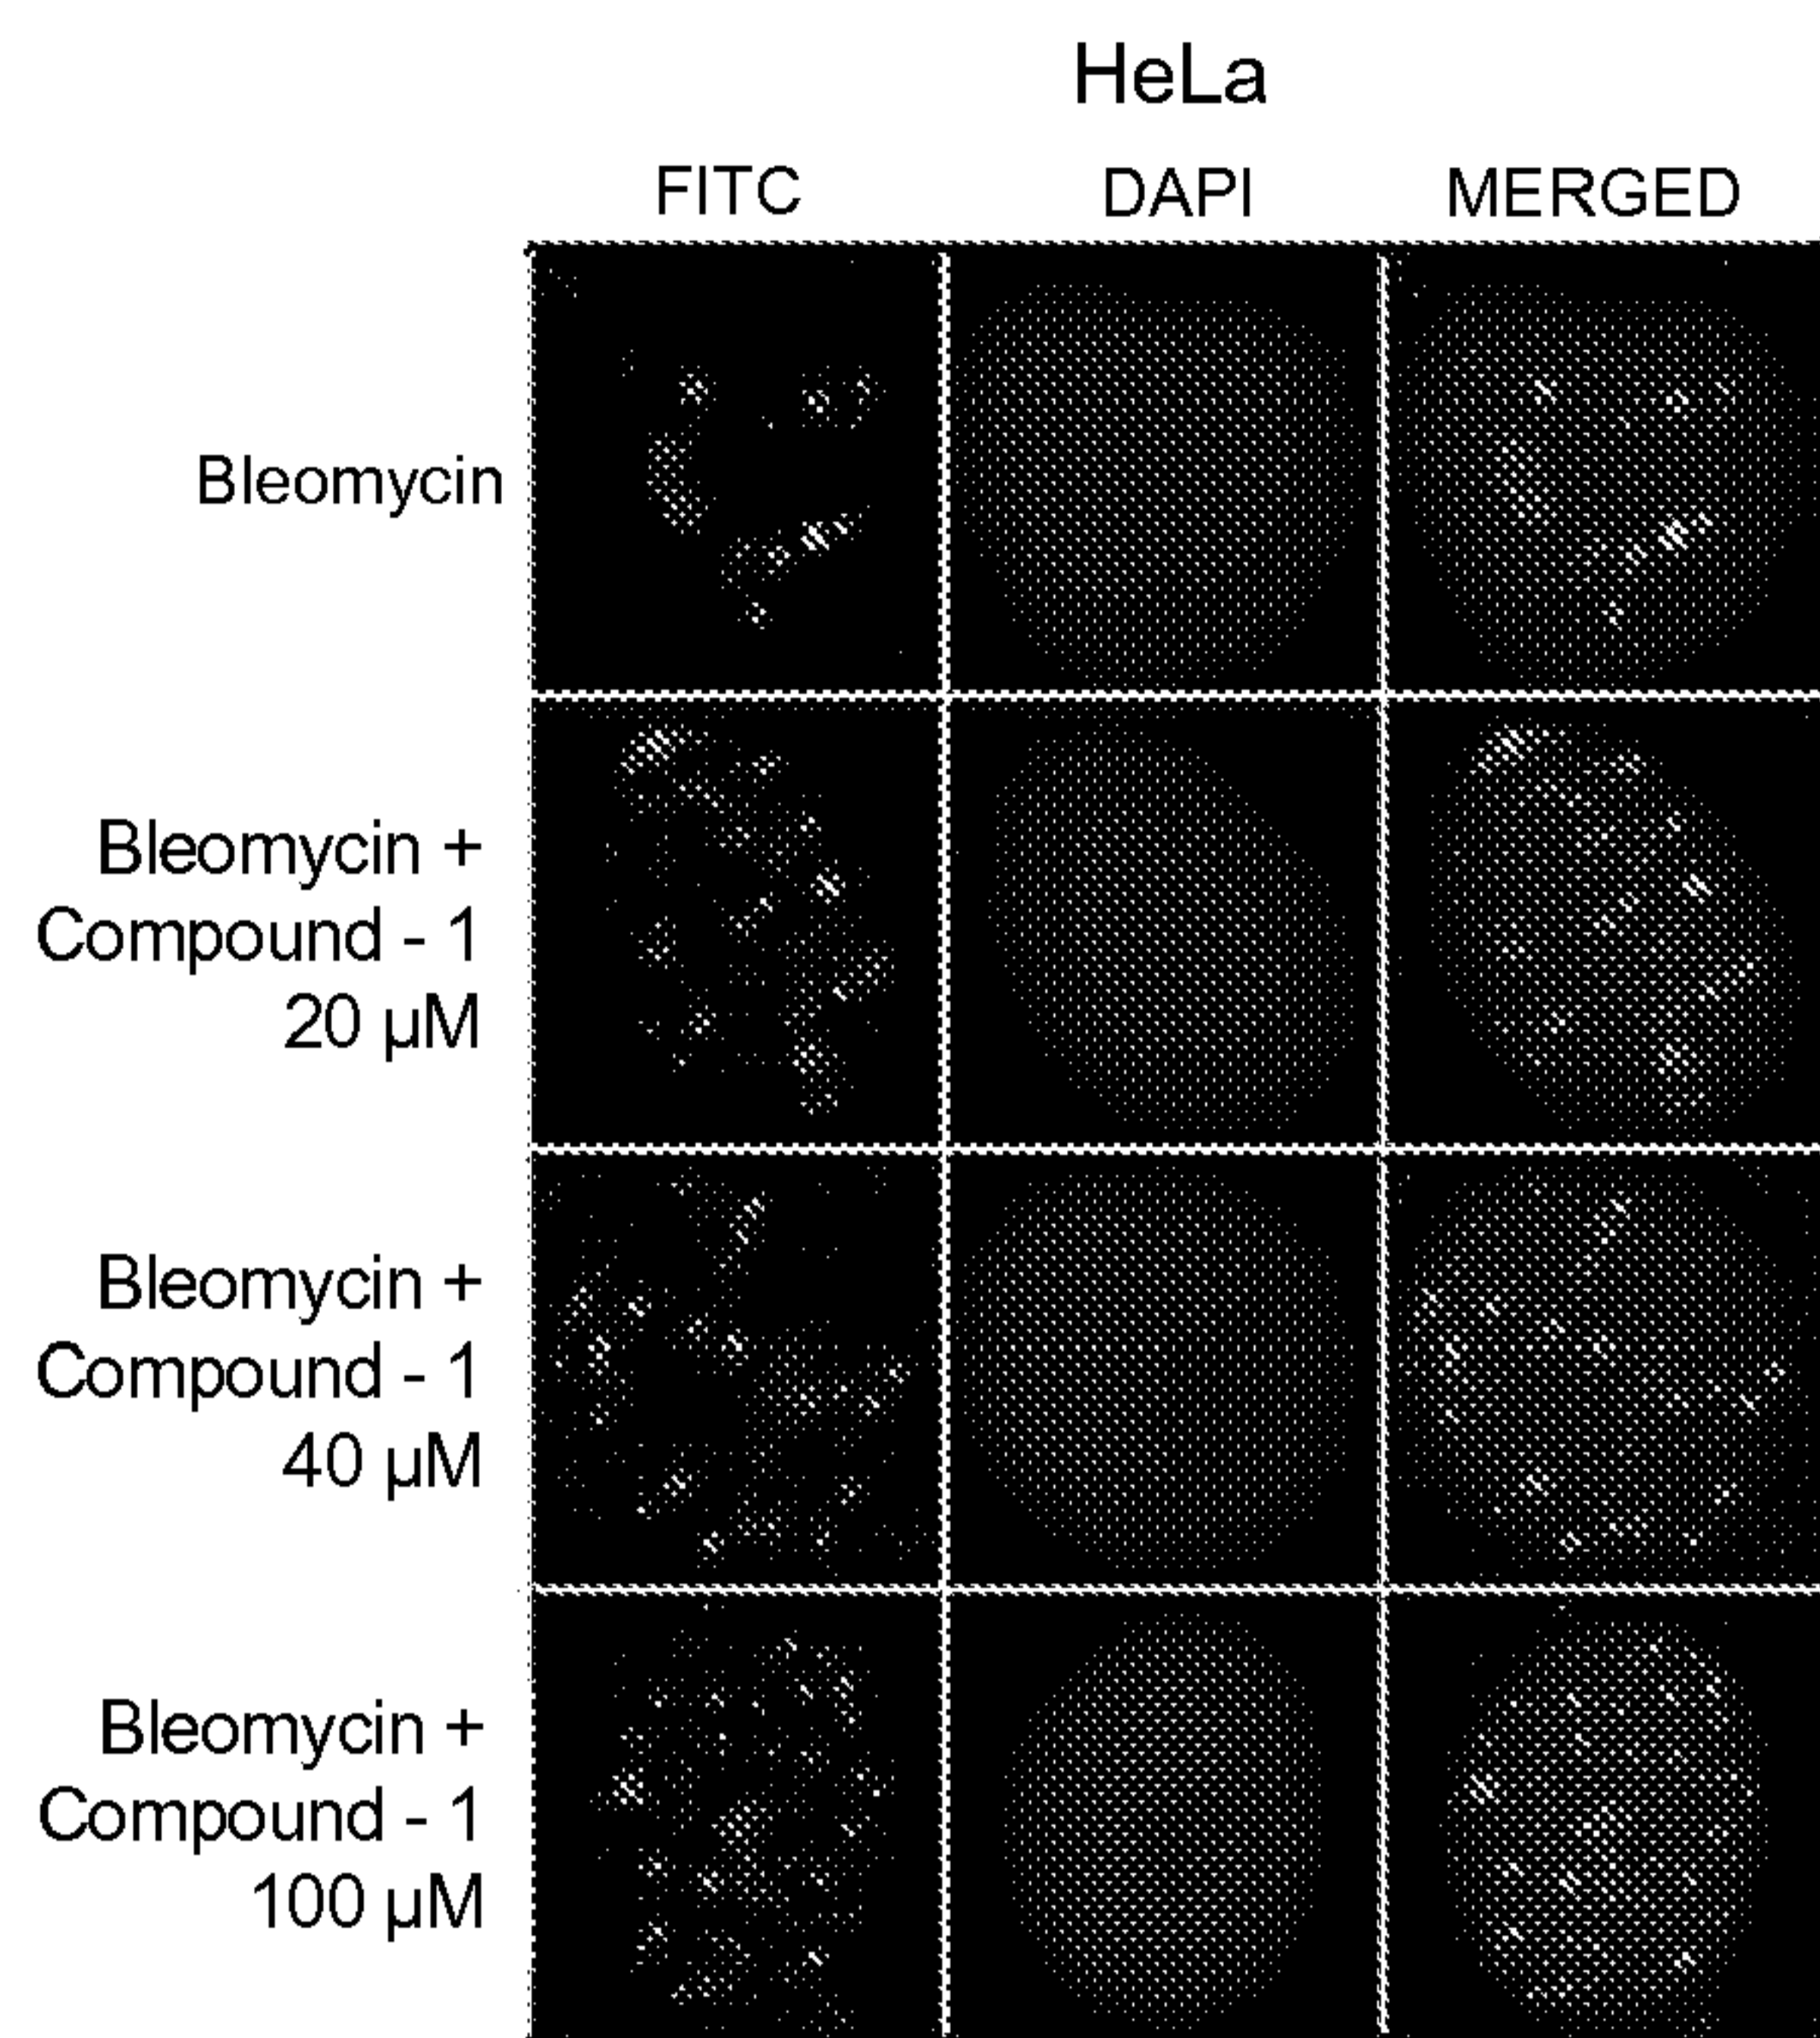 HeLa
FITC DAPI MERGED
Bleomycin
Bleomycin +
Compound - 1
20 µM
Bleomycin +
Compound - 1
40 µM
Bleomycin +
Compound - 1
100 µM